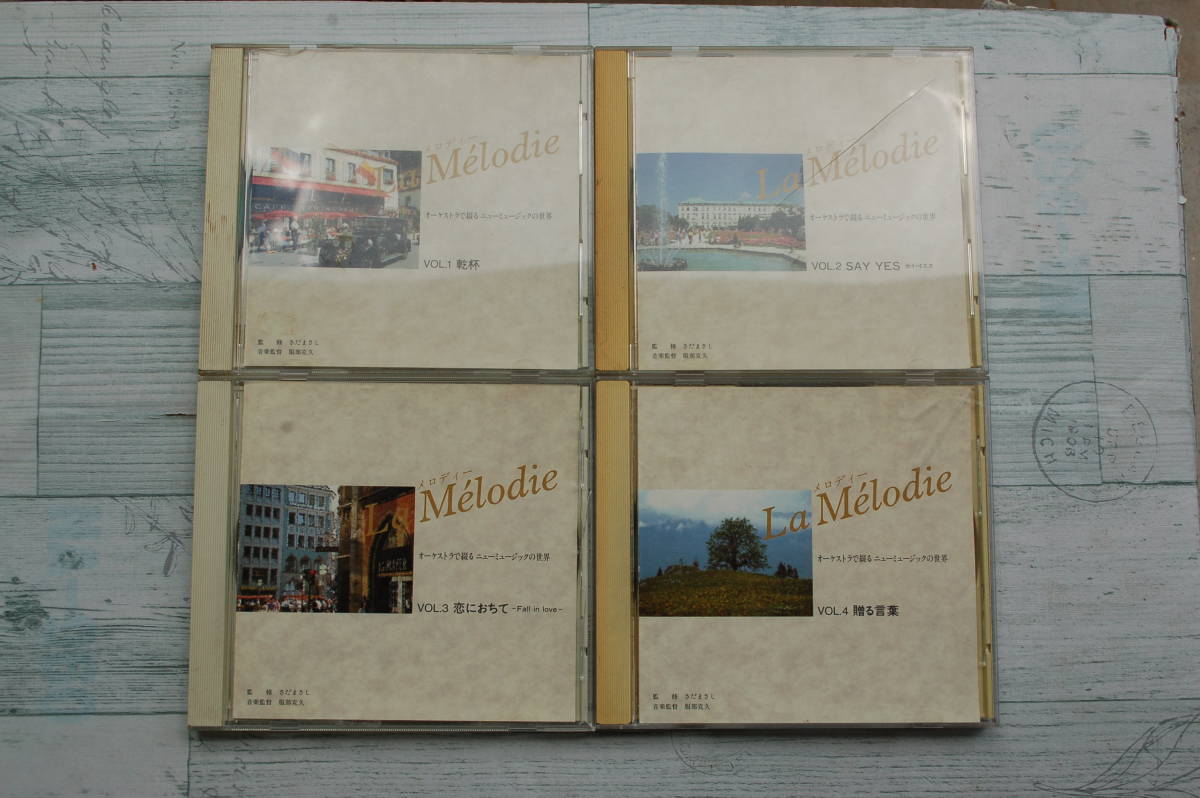 メロディー
La Mélodie
オーケストラで綴る ニューミュージックの世界
VOL.1 乾杯
監 修 さだまさし
音楽監督 服部克久
メロディー
La Mélodie
オーケストラで綴る ニューミュージックの世界
VOL.2 SAY YES
監 修 さだまさし
音楽監督 服部克久
メロディー
La Mélodie
オーケストラで綴る ニューミュージックの世界
VOL.3 恋におちて -Fall in love-
監 修 さだまさし
音楽監督 服部克久
メロディー
La Mélodie
オーケストラで綴る ニューミュージックの世界
VOL.4 贈る言葉
監 修 さだまさし
音楽監督 服部克久
MICH